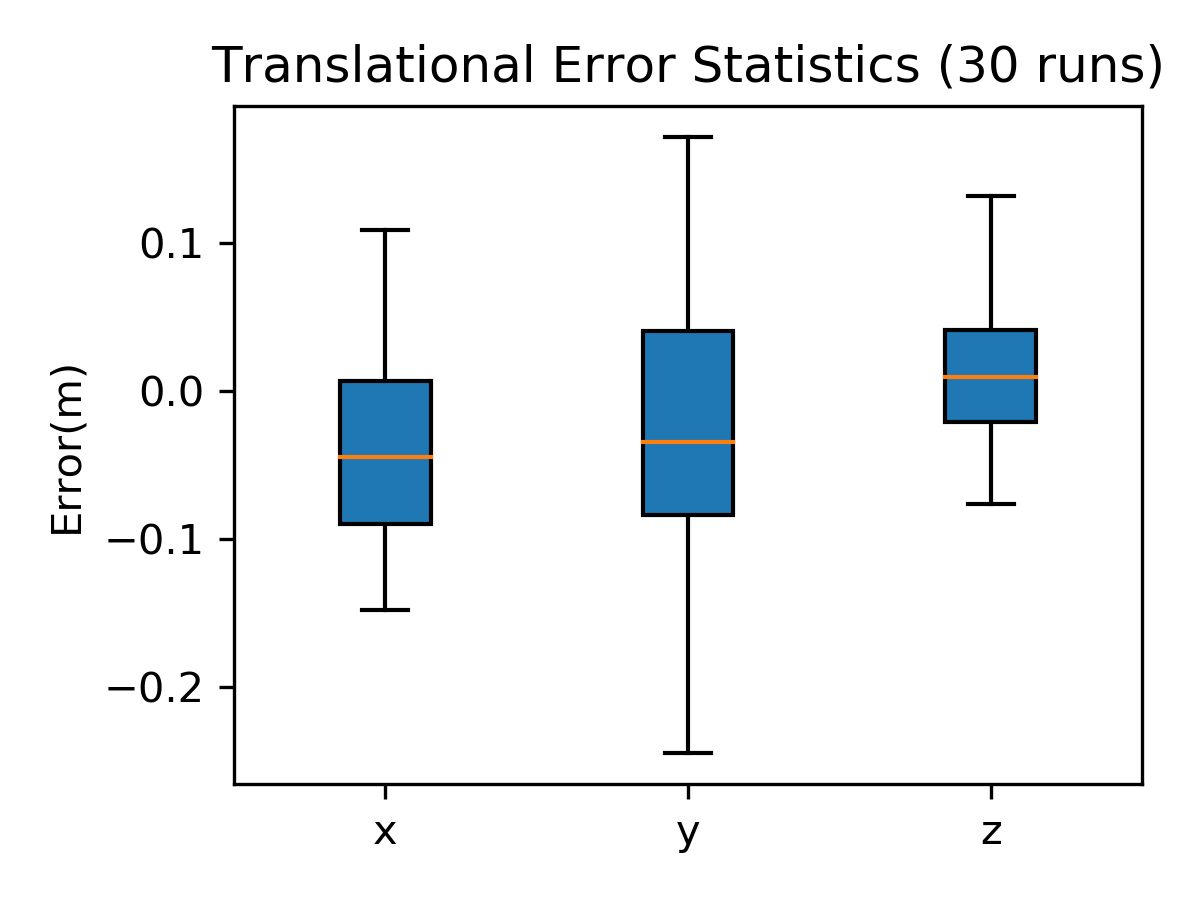 Translational Error Statistics (30 runs)
Error(m)
0.1
0.0
−0.1
−0.2
x
y
z